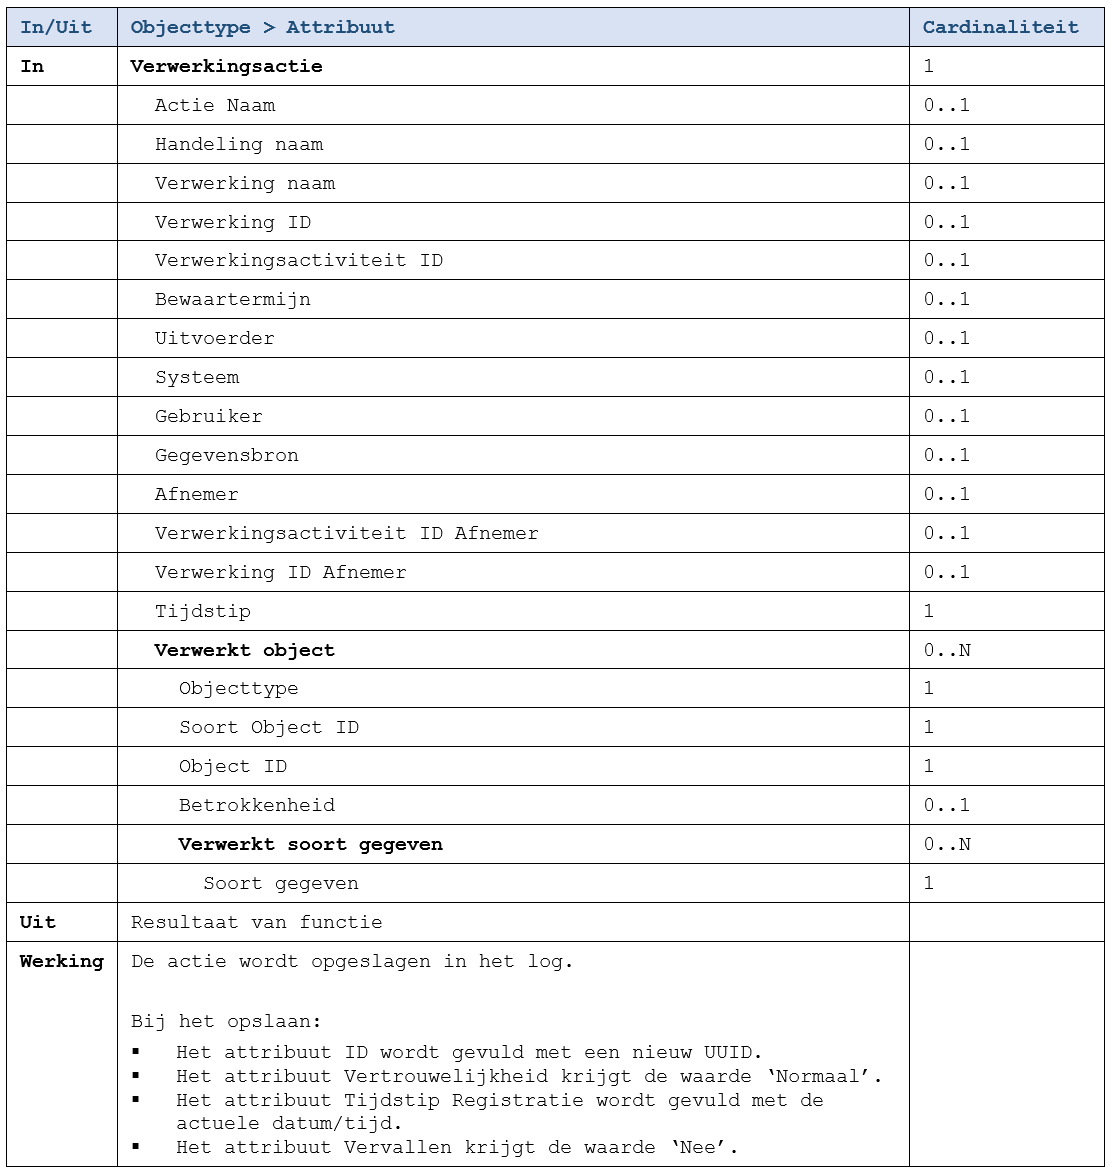 In/Uit Objecttype > Attribuut Cardinaliteit
In Verwerkingsactie 1
Actie Naam 0..1
Handeling naam 0..1
Verwerking naam 0..1
Verwerking ID 0..1
Verwerkingsactiviteit ID 0..1
Bewaartermijn 0..1
Uitvoerder 0..1
Systeem 0..1
Gebruiker 0..1
Gegevensbron 0..1
Afnemer 0..1
Verwerkingsactiviteit ID Afnemer 0..1
Verwerking ID Afnemer 0..1
Tijdstip 1
Verwerkt object 0..N
Objecttype 1
Soort Object ID 1
Object ID 1
Betrokkenheid 0..1
Verwerkt soort gegeven 0..N
Soort gegeven 1
Uit Resultaat van functie
Werking De actie wordt opgeslagen in het log.
Bij het opslaan:
▪ Het attribuut ID wordt gevuld met een nieuw UUID.
▪ Het attribuut Vertrouwelijkheid krijgt de waarde ‘Normaal’.
▪ Het attribuut Tijdstip Registratie wordt gevuld met de
actuele datum/tijd.
▪ Het attribuut Vervallen krijgt de waarde ‘Nee’.